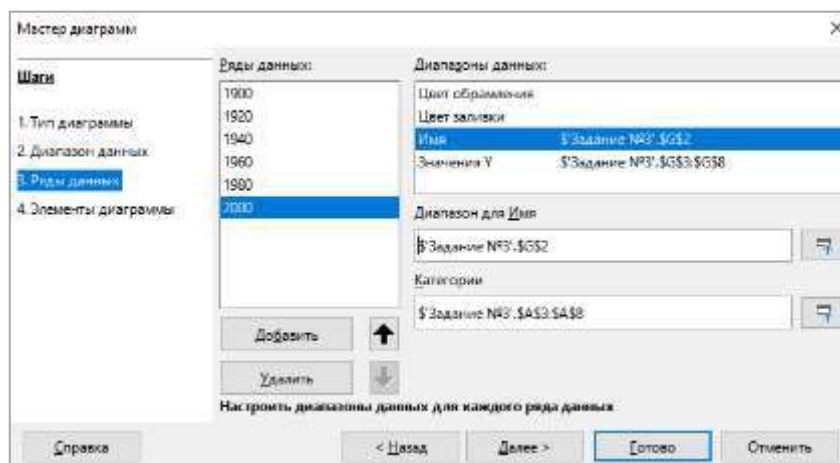 Мастер диаграмм
Шаги
1. Тип диаграммы
2. Диапазон данных
3. Ряды данных
4. Элементы диаграммы
Ряды данных:
1900
1920
1940
1960
1980
2000
Добавить
Удалить
Диапазоны данных:
Цвет обрамления
Цвет заливки
Имя $'Задание №3'.$G$2
Значения Y $'Задание №3'.$G$3:$G$8
Диапазон для Имя
$'Задание №3'.$G$2
Категории
$'Задание №3'.$A$3:$A$8
Настроить диапазоны данных для каждого ряда данных
Справка
< Назад
Далее >
Готово
Отменить